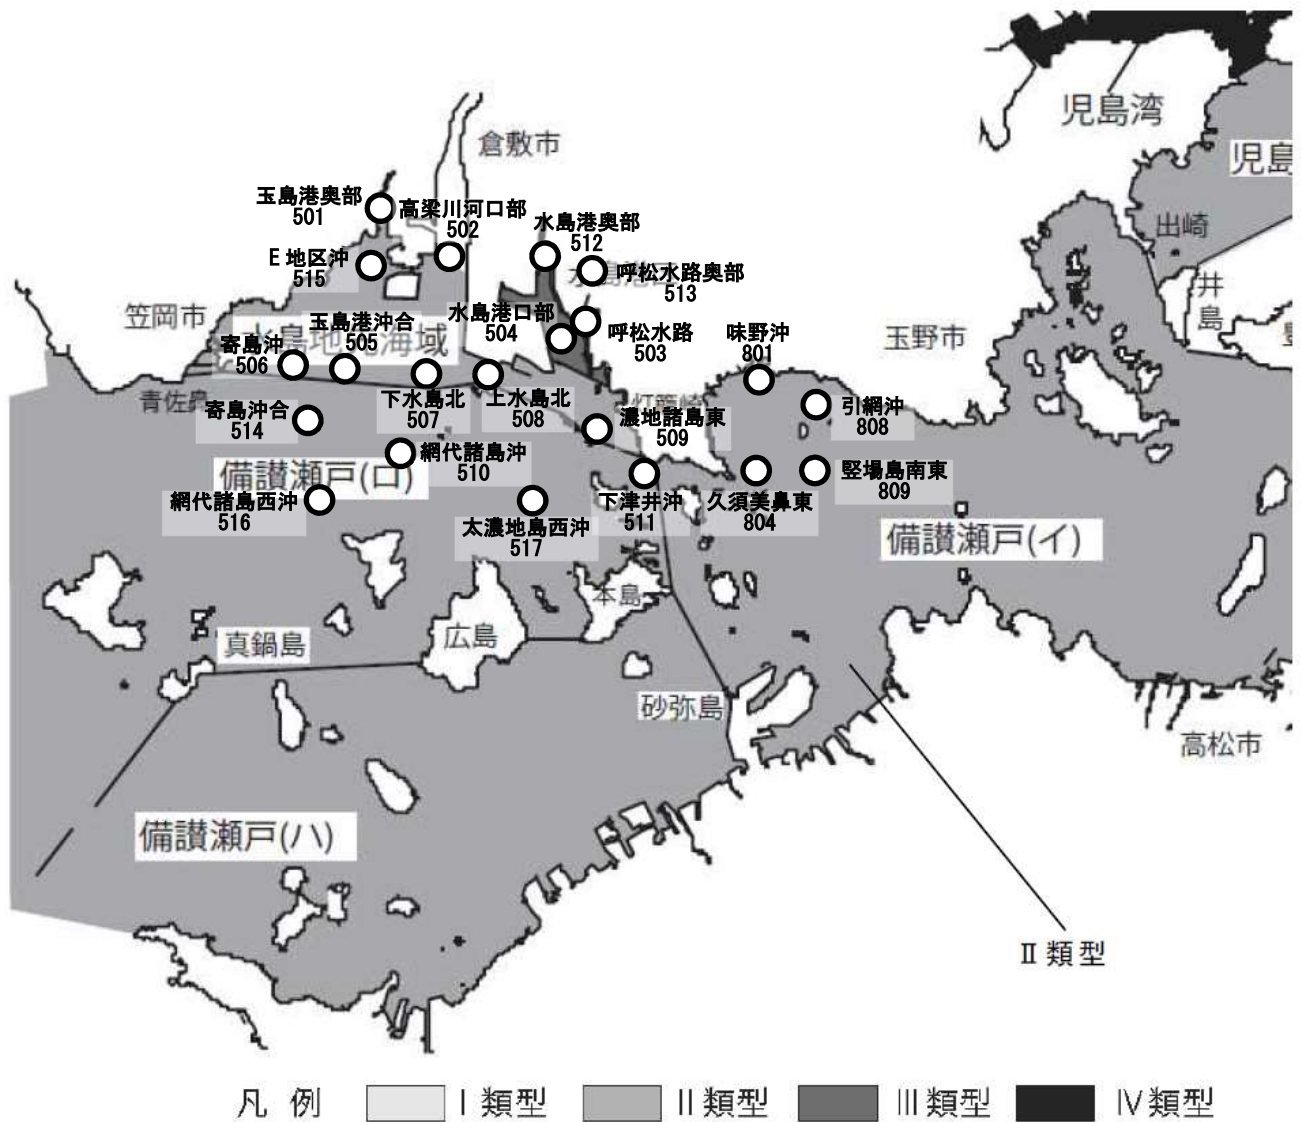 児島湾
児島
倉敷市
玉島港奥部
501
高梁川河口部
502
水島港奥部
512
出崎
E地区沖
515
呼松水路奥部
513
井島
笠岡市
玉島港沖合
505
水島港口部
504
呼松水路
503
味野沖
801
玉野市
水島地先海域
寄島沖
506
青佐鼻
寄島沖合
514
下水島北
507
上水島北
508
濃地諸島東
509
引網沖
808
網代諸島沖
510
備讃瀬戸(ロ)
竪場島南東
809
網代諸島西沖
516
太濃地島西沖
517
下津井沖
511
久須美鼻東
804
備讃瀬戸(イ)
本島
広島
真鍋島
砂弥島
高松市
備讃瀬戸(ハ)
Ⅱ類型
凡 例 Ⅰ類型 Ⅱ類型 Ⅲ類型 Ⅳ類型